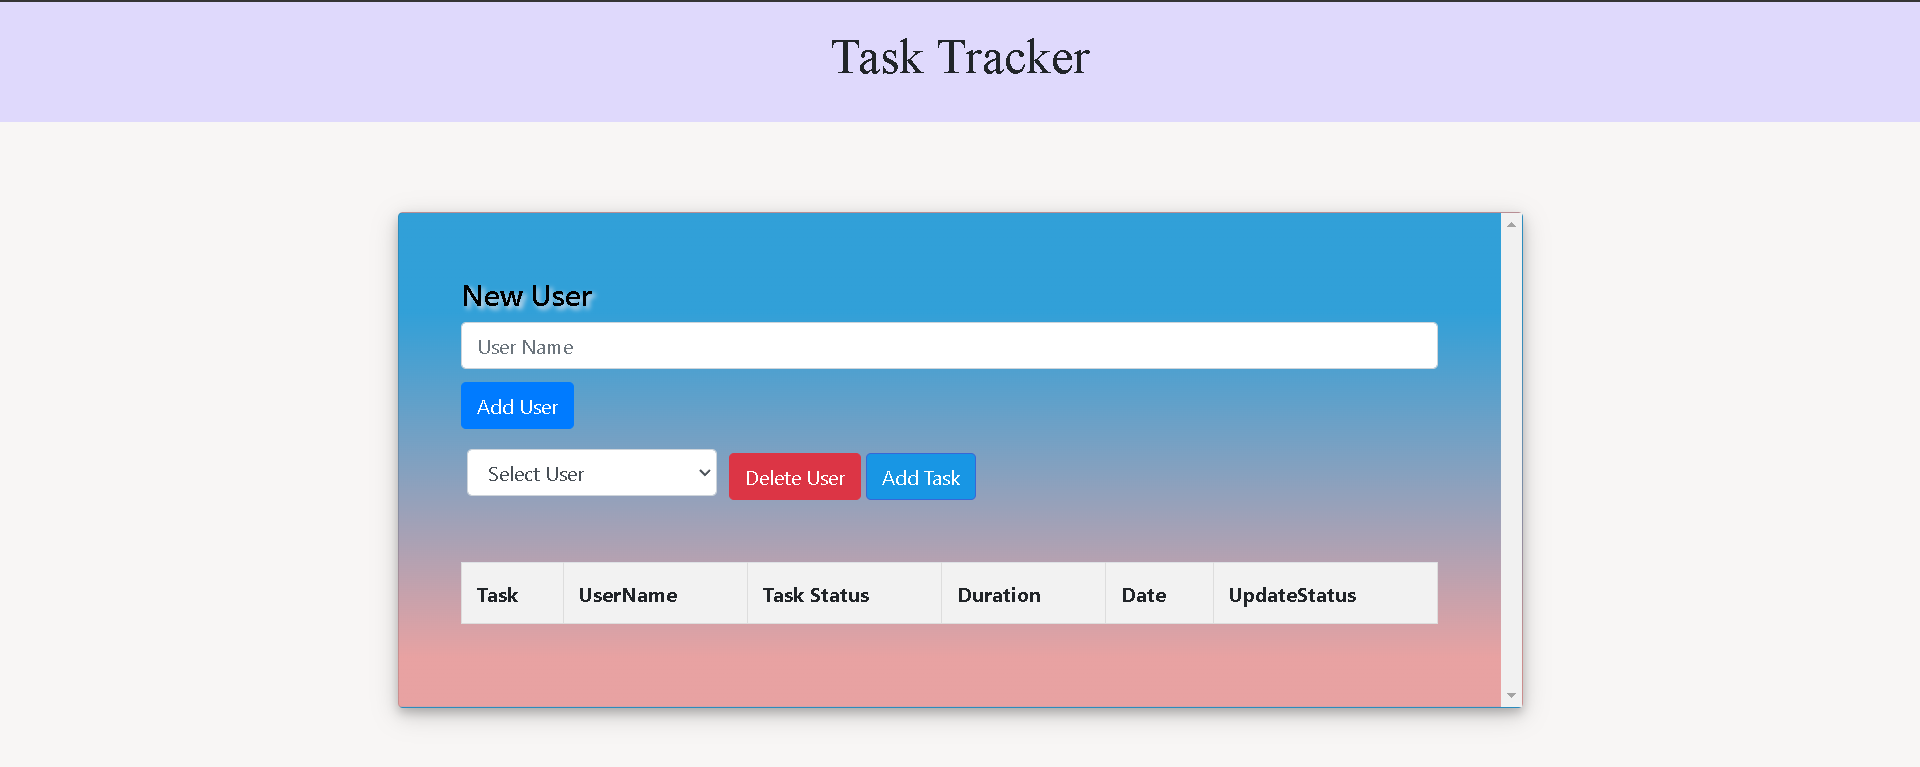 Task Tracker
New User
User Name
Add User
Select User Delete User Add Task
Task UserName Task Status Duration Date UpdateStatus